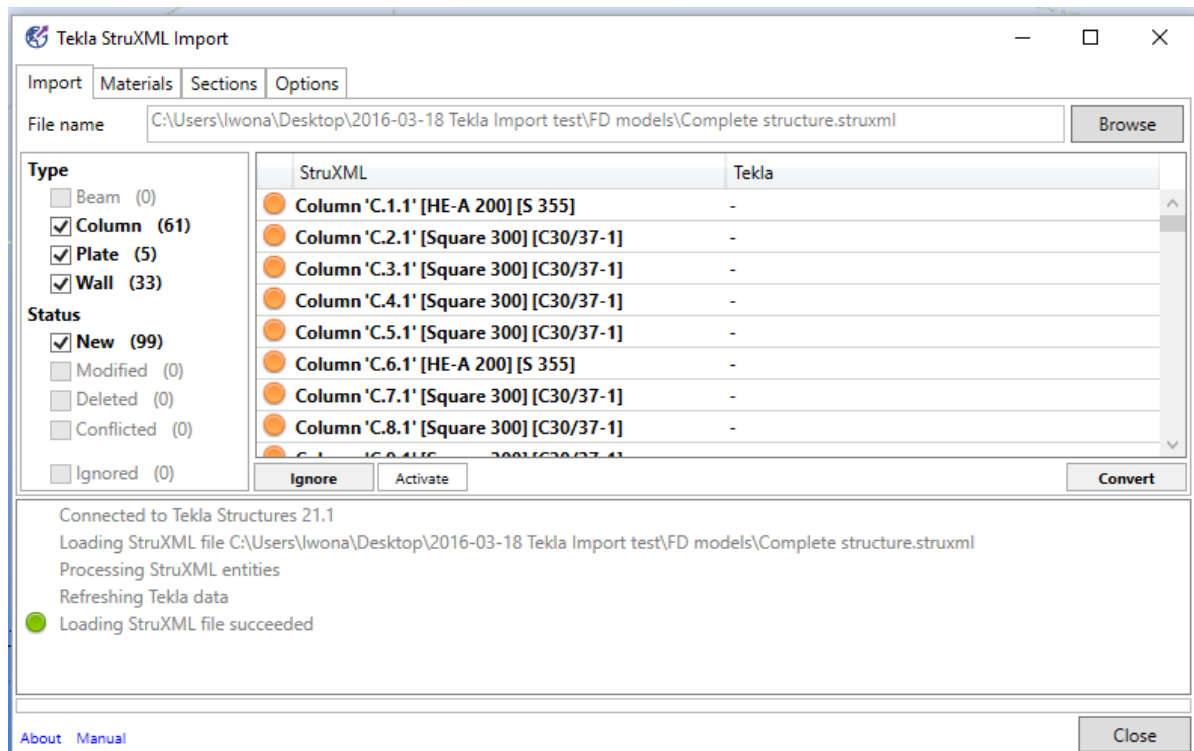 Tekla StruXML Import
Import Materials Sections Options
File name C:\Users\Iwona\Desktop\2016-03-18 Tekla Import test\FD models\Complete structure.struxml Browse
Type
Beam (0)
Column (61)
Plate (5)
Wall (33)
Status
New (99)
Modified (0)
Deleted (0)
Conflicted (0)
Ignored (0)
StruXML Tekla
Column 'C.1.1' [HE-A 200] [S 355] -
Column 'C.2.1' [Square 300] [C30/37-1] -
Column 'C.3.1' [Square 300] [C30/37-1] -
Column 'C.4.1' [Square 300] [C30/37-1] -
Column 'C.5.1' [Square 300] [C30/37-1] -
Column 'C.6.1' [HE-A 200] [S 355] -
Column 'C.7.1' [Square 300] [C30/37-1] -
Column 'C.8.1' [Square 300] [C30/37-1] -
Ignore Activate Convert
Connected to Tekla Structures 21.1
Loading StruXML file C:\Users\Iwona\Desktop\2016-03-18 Tekla Import test\FD models\Complete structure.struxml
Processing StruXML entities
Refreshing Tekla data
Loading StruXML file succeeded
About Manual Close